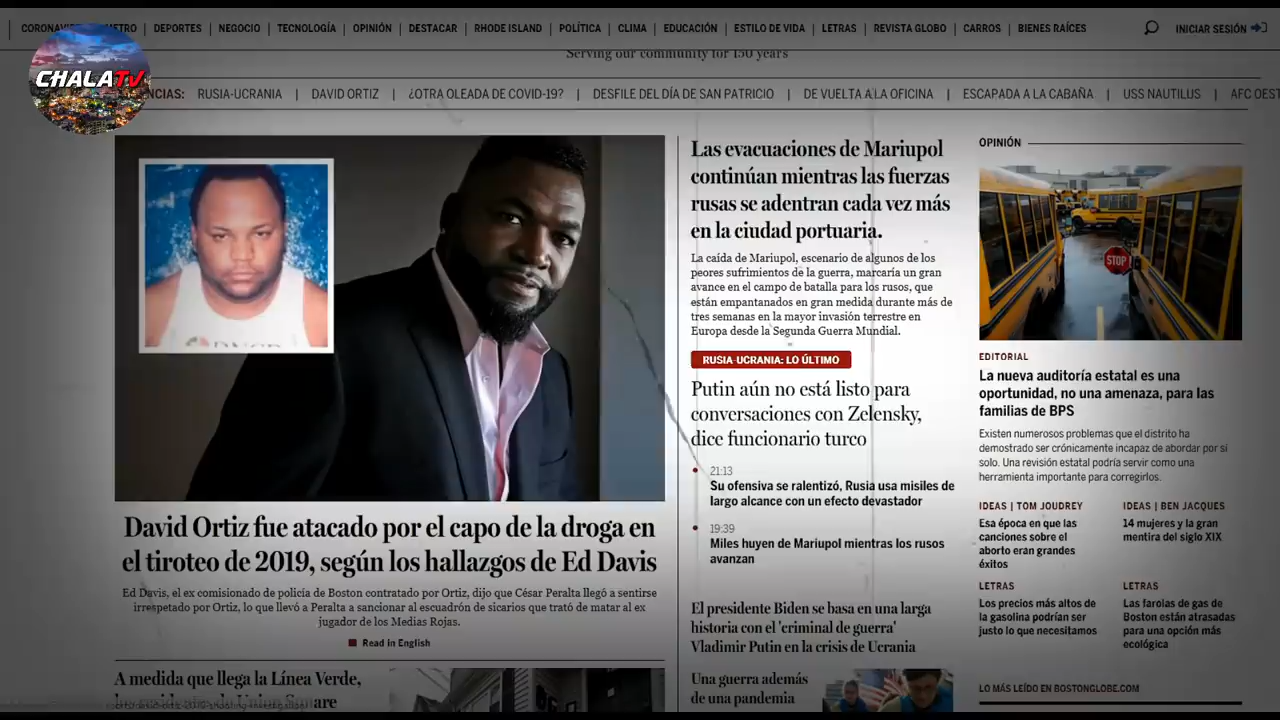 CORONAV
METRO
DEPORTES
NEGOCIO
TECNOLOGÍA
OPINIÓN
DESTACAR
RHODE ISLAND
POLÍTICA
CLIMA
EDUCACIÓN
ESTILO DE VIDA
LETRAS
REVISTA GLOBO
CARROS
BIENES RAÍCES
INICIAR SESIÓN
Serving our community for 150 years
CHALATV
NCIAS:
RUSIA-UCRANIA
DAVID ORTIZ
¿OTRA OLEADA DE COVID-19?
DESFILE DEL DÍA DE SAN PATRICIO
DE VUELTA A LA OFICINA
ESCAPADA A LA CABAÑA
USS NAUTILUS
AFC OEST
David Ortiz fue atacado por el capo de la droga en
el tiroteo de 2019, según los hallazgos de Ed Davis
Ed Davis, el ex comisionado de policía de Boston contratado por Ortiz, dijo que César Peralta llegó a sentirse
irrespetado por Ortiz, lo que llevó a Peralta a sancionar al escuadrón de sicarios que trató de matar al ex
jugador de los Medias Rojas.
Read in English
A medida que llega la Línea Verde,
Las evacuaciones de Mariupol
continúan mientras las fuerzas
rusas se adentran cada vez más
en la ciudad portuaria.
La caída de Mariupol, escenario de algunos de los
peores sufrimientos de la guerra, marcaría un gran
avance en el campo de batalla para los rusos, que
están empantanados en gran medida durante más de
tres semanas en la mayor invasión terrestre en
Europa desde la Segunda Guerra Mundial.
RUSIA-UCRANIA: LO ÚLTIMO
Putin aún no está listo para
conversaciones con Zelensky,
dice funcionario turco
21:13
Su ofensiva se ralentizó, Rusia usa misiles de
largo alcance con un efecto devastador
19:39
Miles huyen de Mariupol mientras los rusos
avanzan
El presidente Biden se basa en una larga
historia con el 'criminal de guerra'
Vladimir Putin en la crisis de Ucrania
Una guerra además
de una pandemia
OPINIÓN
STOP
EDITORIAL
La nueva auditoría estatal es una
oportunidad, no una amenaza, para las
familias de BPS
Existen numerosos problemas que el distrito ha
demostrado ser crónicamente incapaz de abordar por sí
solo. Una revisión estatal podría servir como una
herramienta importante para corregirlos.
IDEAS | TOM JOUDREY
Esa época en que las
canciones sobre el
aborto eran grandes
éxitos
IDEAS | BEN JACQUES
14 mujeres y la gran
mentira del siglo XIX
LETRAS
Los precios más altos de
la gasolina podrían ser
justo lo que necesitamos
LETRAS
Las farolas de gas de
Boston están atrasadas
para una opción más
ecológica
LO MÁS LEÍDO EN BOSTONGLOBE.COM